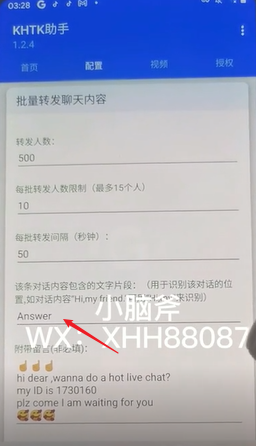 03:28
KHTK助手
1.2.4
首页 配置 视频 授权
批量转发聊天内容
转发人数：
500
每批转发人数限制（最多15个人）
10
每批转发间隔（秒钟）：
50
该条对话内容包含的文字片段：（用于识别该对话的位
置,如对话内容"Hi,my friend
来识别）
小脑斧
Answer
WX：XHH88087
附带留言(非必填)：
☝☝☝
hi dear ,wanna do a hot live chat?
my ID is 1730160
plz come I am waiting for you
🥰🥰🥰